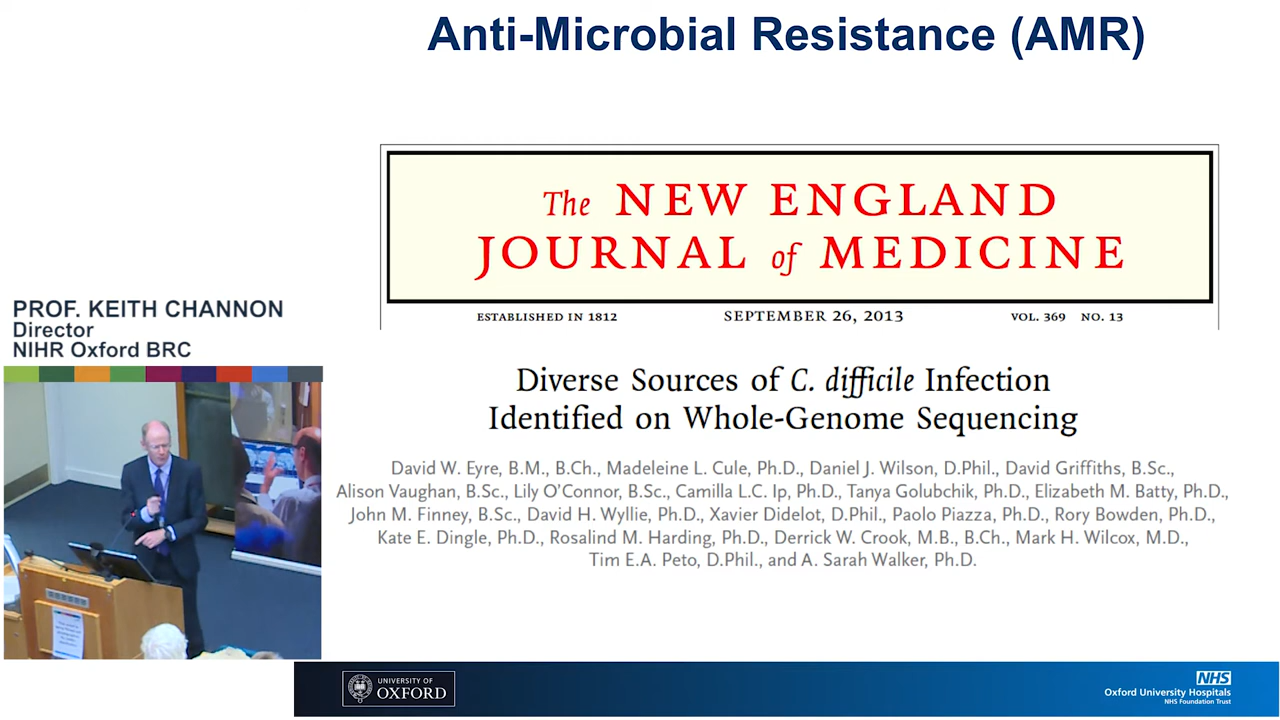 Anti-Microbial Resistance (AMR)
The NEW ENGLAND
JOURNAL of MEDICINE
ESTABLISHED IN 1812 SEPTEMBER 26, 2013 VOL. 369 NO. 13
PROF. KEITH CHANNON
Director
NIHR Oxford BRC
Diverse Sources of C. difficile Infection
Identified on Whole-Genome Sequencing
David W. Eyre, B.M., B.Ch., Madeleine L. Cule, Ph.D., Daniel J. Wilson, D.Phil., David Griffiths, B.Sc.,
Alison Vaughan, B.Sc., Lily O'Connor, B.Sc., Camilla L.C. Ip, Ph.D., Tanya Golubchik, Ph.D., Elizabeth M. Batty, Ph.D.,
John M. Finney, B.Sc., David H. Wyllie, Ph.D., Xavier Didelot, D.Phil., Paolo Piazza, Ph.D., Rory Bowden, Ph.D.,
Kate E. Dingle, Ph.D., Rosalind M. Harding, Ph.D., Derrick W. Crook, M.B., B.Ch., Mark H. Wilcox, M.D.,
Tim E.A. Peto, D.Phil., and A. Sarah Walker, Ph.D.
UNIVERSITY OF
OXFORD
NHS
Oxford University Hospitals
NHS Foundation Trust